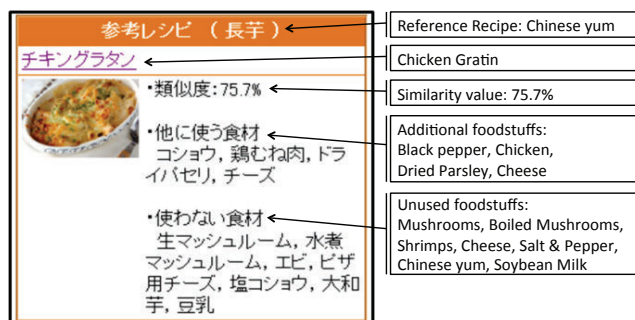 参考レシピ （長芋）
チキングラタン
・類似度：75.7%
・他に使う食材
コショウ, 鶏むね肉, ドラ
イパセリ, チーズ
・使わない食材
生マッシュルーム, 水煮
マッシュルーム, エビ, ピザ
用チーズ, 塩コショウ, 大和
芋, 豆乳
Reference Recipe: Chinese yum
Chicken Gratin
Similarity value: 75.7%
Additional foodstuffs:
Black pepper, Chicken,
Dried Parsley, Cheese
Unused foodstuffs:
Mushrooms, Boiled Mushrooms,
Shrimps, Cheese, Salt & Pepper,
Chinese yum, Soybean Milk